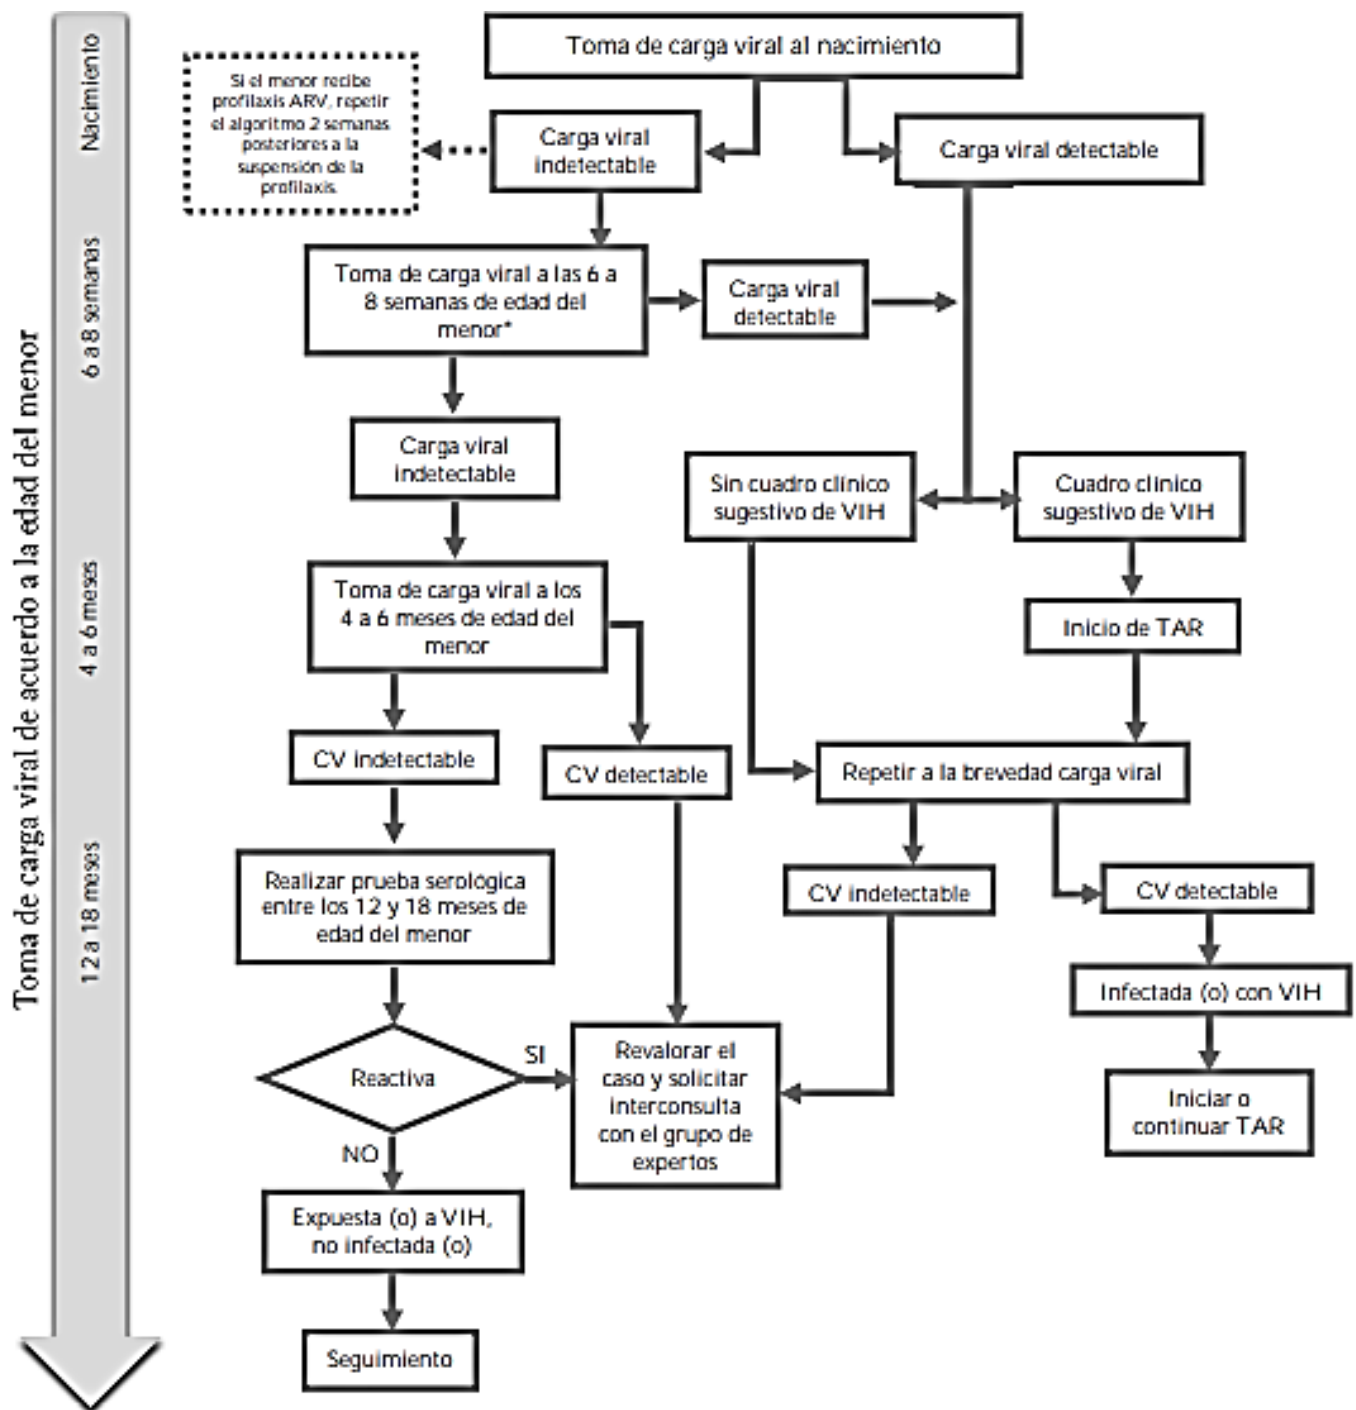 Toma de carga viral de acuerdo a la edad del menor
Nacimiento
6 a 8 semanas
4 a 6 meses
12 a 18 meses
Toma de carga viral al nacimiento
Si el menor recibe
profilaxis ARV, repetir
el algoritmo 2 semanas
posteriores a la
suspensión de la
profilaxis.
Carga viral
indetectable
Carga viral detectable
Toma de carga viral a las 6 a
8 semanas de edad del
menor*
Carga viral
detectable
Carga viral
indetectable
Sin cuadro clínico
sugestivo de VIH
Cuadro clínico
sugestivo de VIH
Toma de carga viral a los
4 a 6 meses de edad del
menor
Inicio de TAR
CV indetectable
CV detectable
Repetir a la brevedad carga viral
Realizar prueba serológica
entre los 12 y 18 meses de
edad del menor
CV indetectable
CV detectable
Infectada (o) con VIH
Reactiva
SI
Revalorar el
caso y solicitar
interconsulta
con el grupo de
expertos
Iniciar o
continuar TAR
NO
Expuesta (o) a VIH,
no infectada (o)
Seguimiento